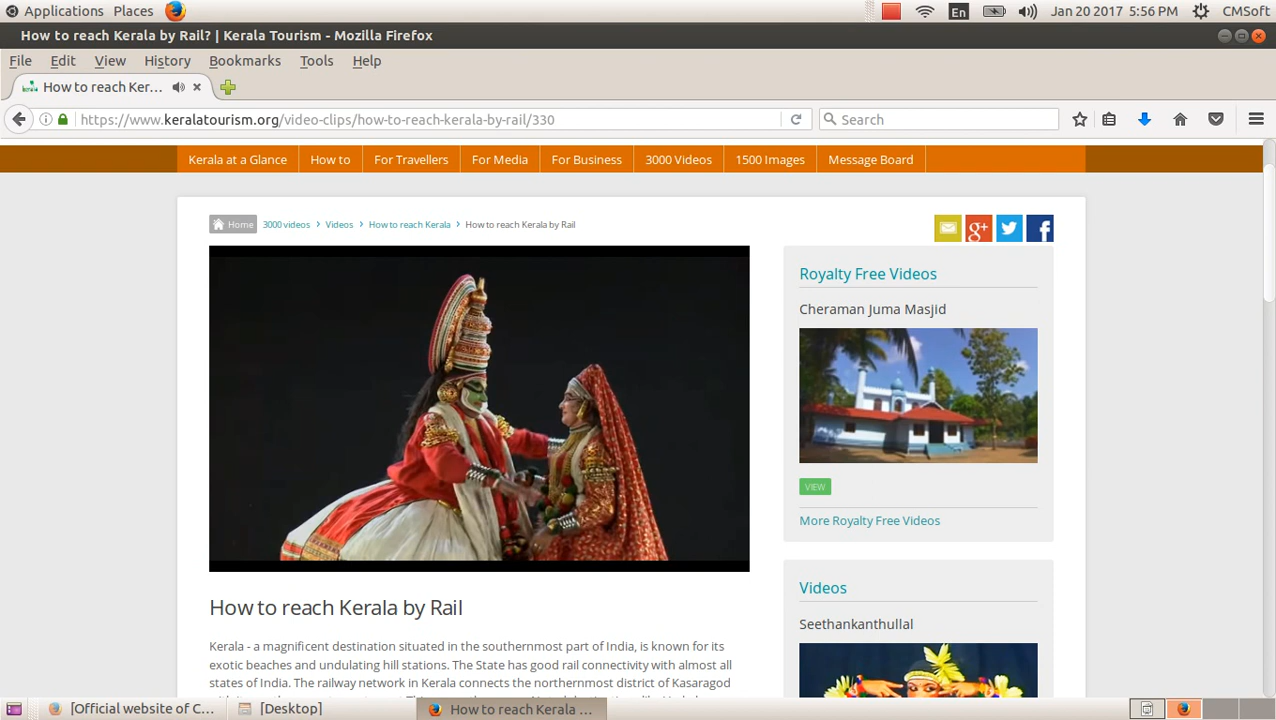 Applications Places En Jan 20 2017 5:56 PM CMSoft
How to reach Kerala by Rail? | Kerala Tourism - Mozilla Firefox
File Edit View History Bookmarks Tools Help
How to reach Ker...
https://www.keralatourism.org/video-clips/how-to-reach-kerala-by-rail/330 Search
Kerala at a Glance How to For Travellers For Media For Business 3000 Videos 1500 Images Message Board
Home 3000 videos › Videos › How to reach Kerala › How to reach Kerala by Rail
Royalty Free Videos
Cheraman Juma Masjid
VIEW
More Royalty Free Videos
Videos
Seethankanthullal
How to reach Kerala by Rail
Kerala - a magnificent destination situated in the southernmost part of India, is known for its
exotic beaches and undulating hill stations. The State has good rail connectivity with almost all
states of India. The railway network in Kerala connects the northernmost district of Kasaragod
[Official website of C... [Desktop] How to reach Kerala ...